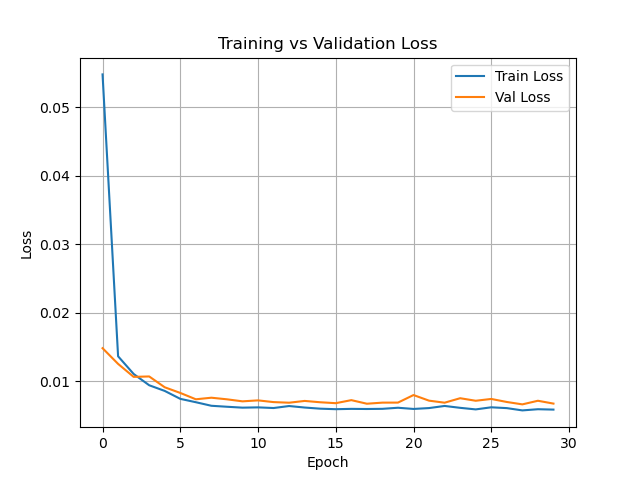 Training vs Validation Loss
Train Loss
Val Loss
0.05
0.04
0.03
0.02
0.01
Loss
0 5 10 15 20 25 30
Epoch